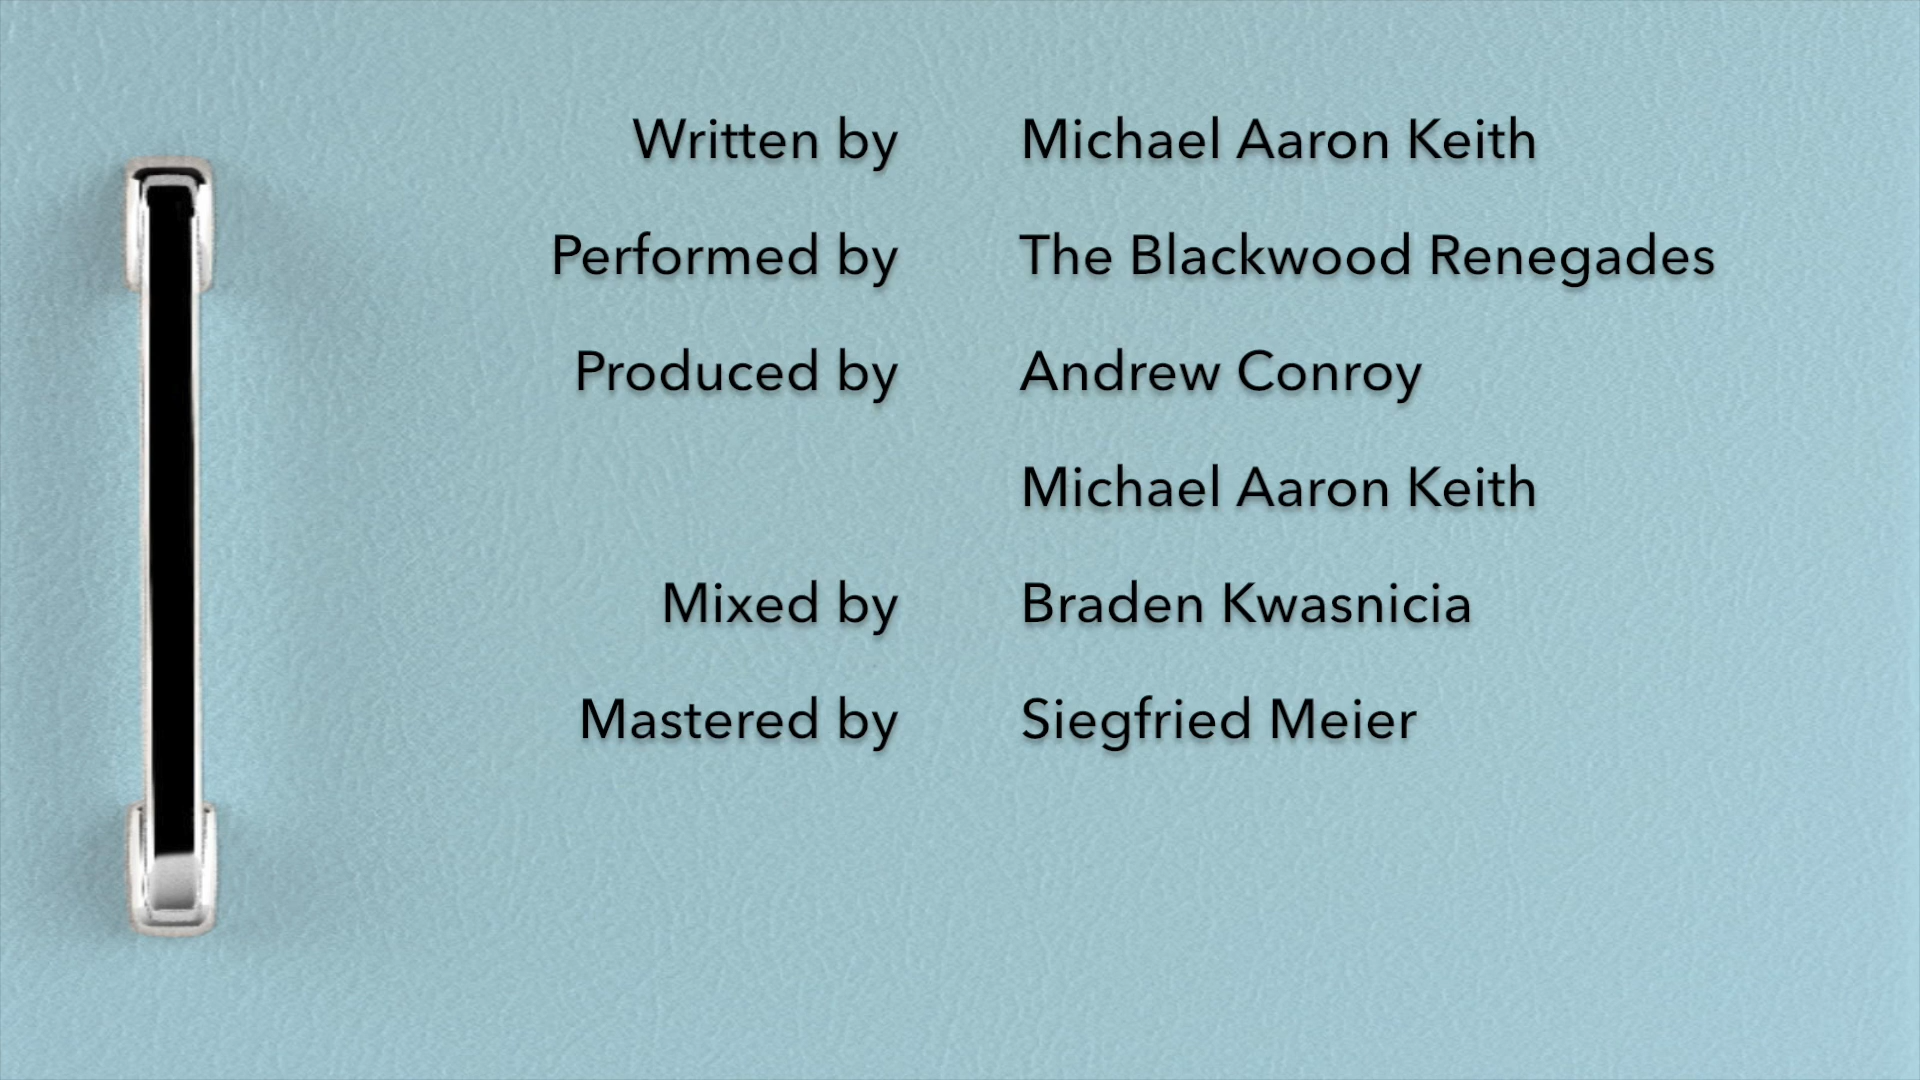 Written by Michael Aaron Keith
Performed by The Blackwood Renegades
Produced by Andrew Conroy
Michael Aaron Keith
Mixed by Braden Kwasnicia
Mastered by Siegfried Meier